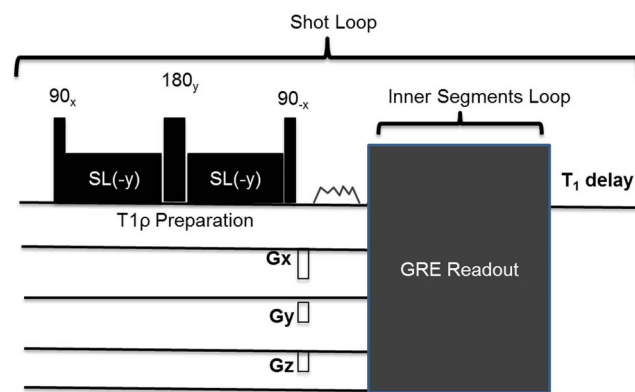 Shot Loop
180y
90x
90-x
Inner Segments Loop
SL(-y)
SL(-y)
T1 delay
T1ρ Preparation
Gx
GRE Readout
Gy
Gz